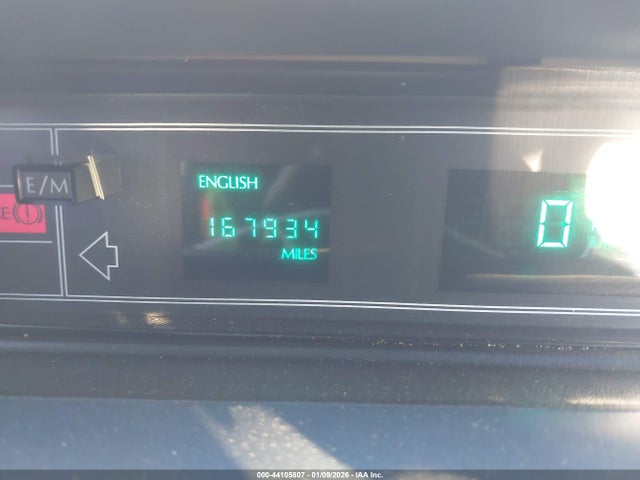 ENGLISH
E/M
167934
0
MILES
000-44105807 - 01/09/2026 - IAA Inc.